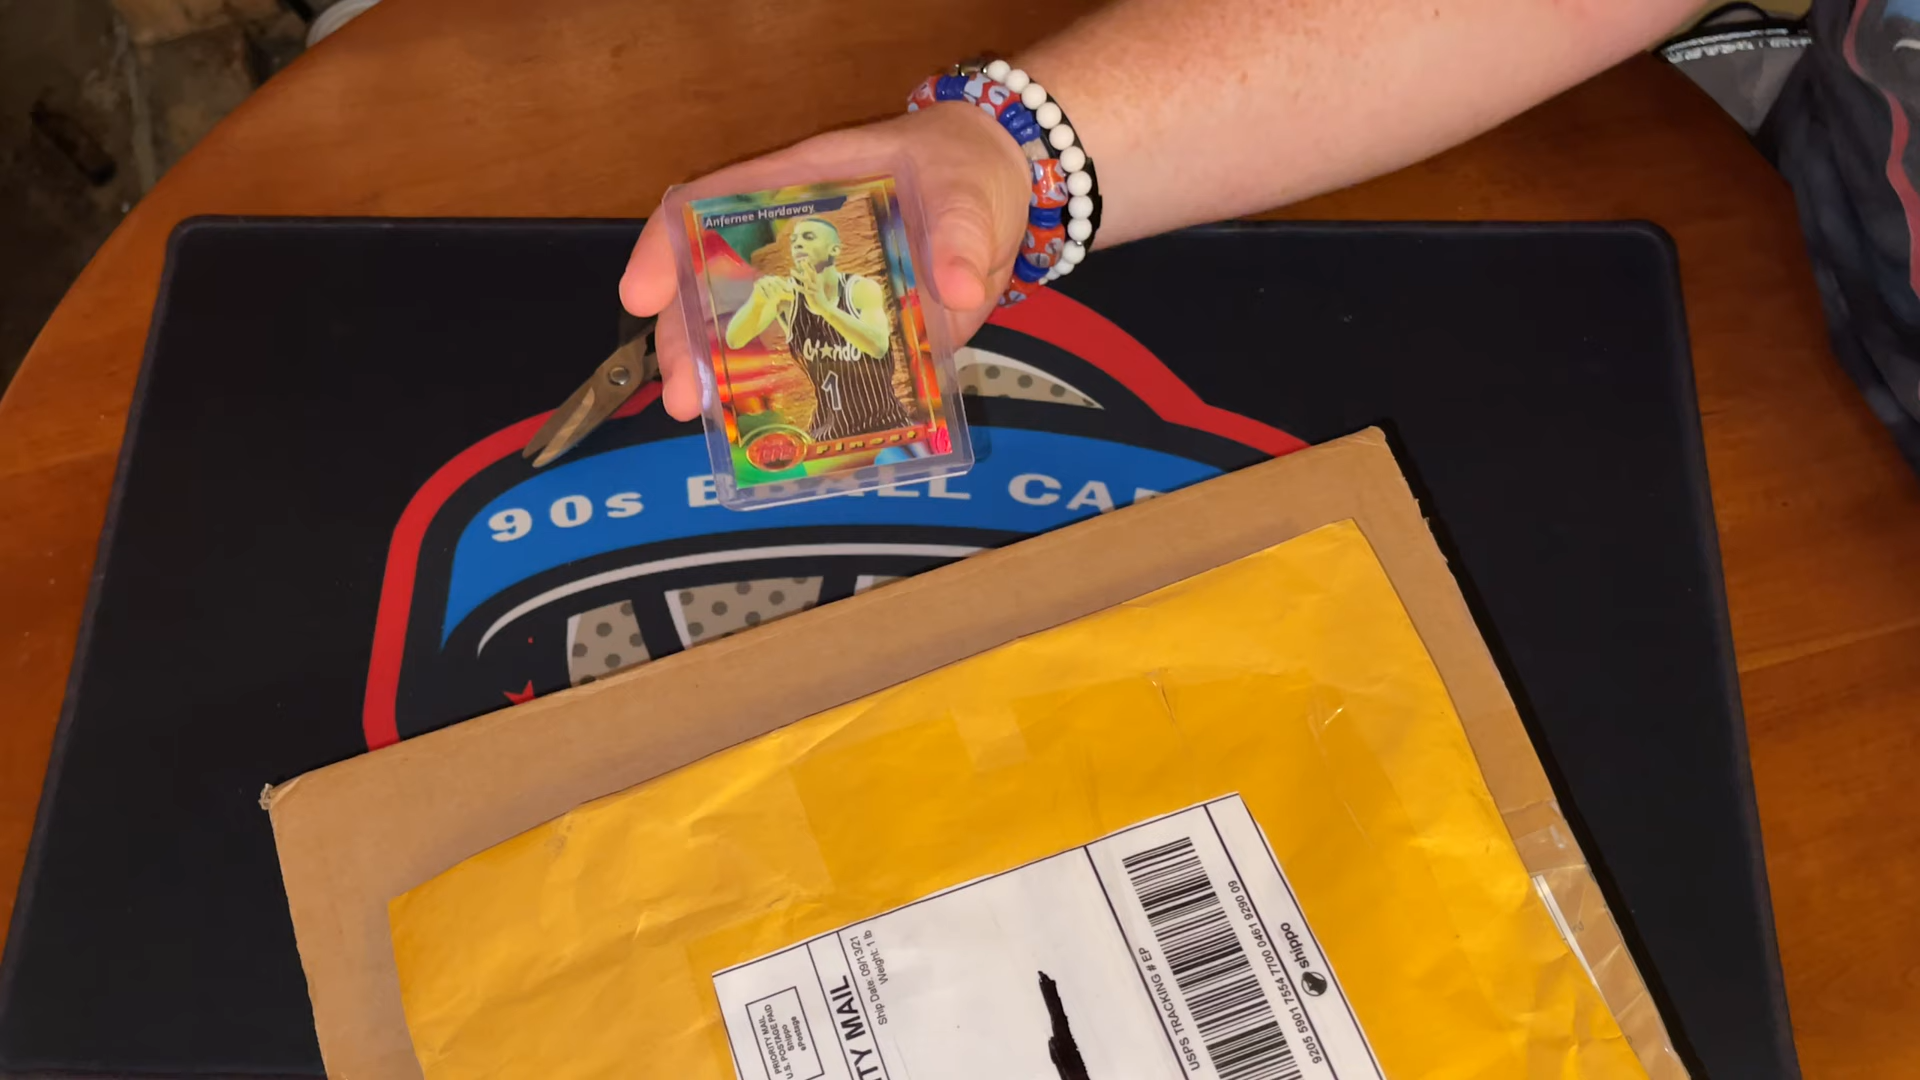 Anfernee Hardaway
Orlando
1
Finest
90s BBALL CA
PRIORITY MAIL
U.S. POSTAGE PAID
Shippo
ePostage
TY MAIL
Ship Date: 09/13/21
Weight: 1 lb
USPS TRACKING # EP
9205 5901 7554 7700 0461 9290 09
shippo